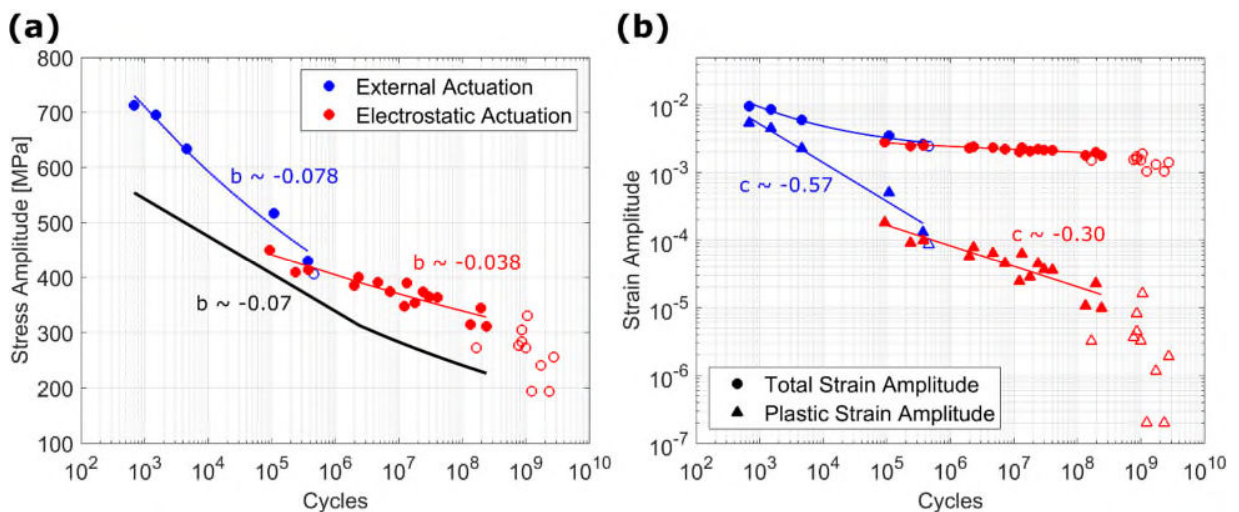 (a)
800
700
600
500
400
300
200
100
Stress Amplitude [MPa]
External Actuation
Electrostatic Actuation
b ~ -0.078
b ~ -0.038
b ~ -0.07
10^2 10^3 10^4 10^5 10^6 10^7 10^8 10^9 10^10
Cycles
(b)
10^-2
10^-3
10^-4
10^-5
10^-6
10^-7
Strain Amplitude
c ~ -0.57
c ~ -0.30
Total Strain Amplitude
Plastic Strain Amplitude
10^2 10^3 10^4 10^5 10^6 10^7 10^8 10^9 10^10
Cycles